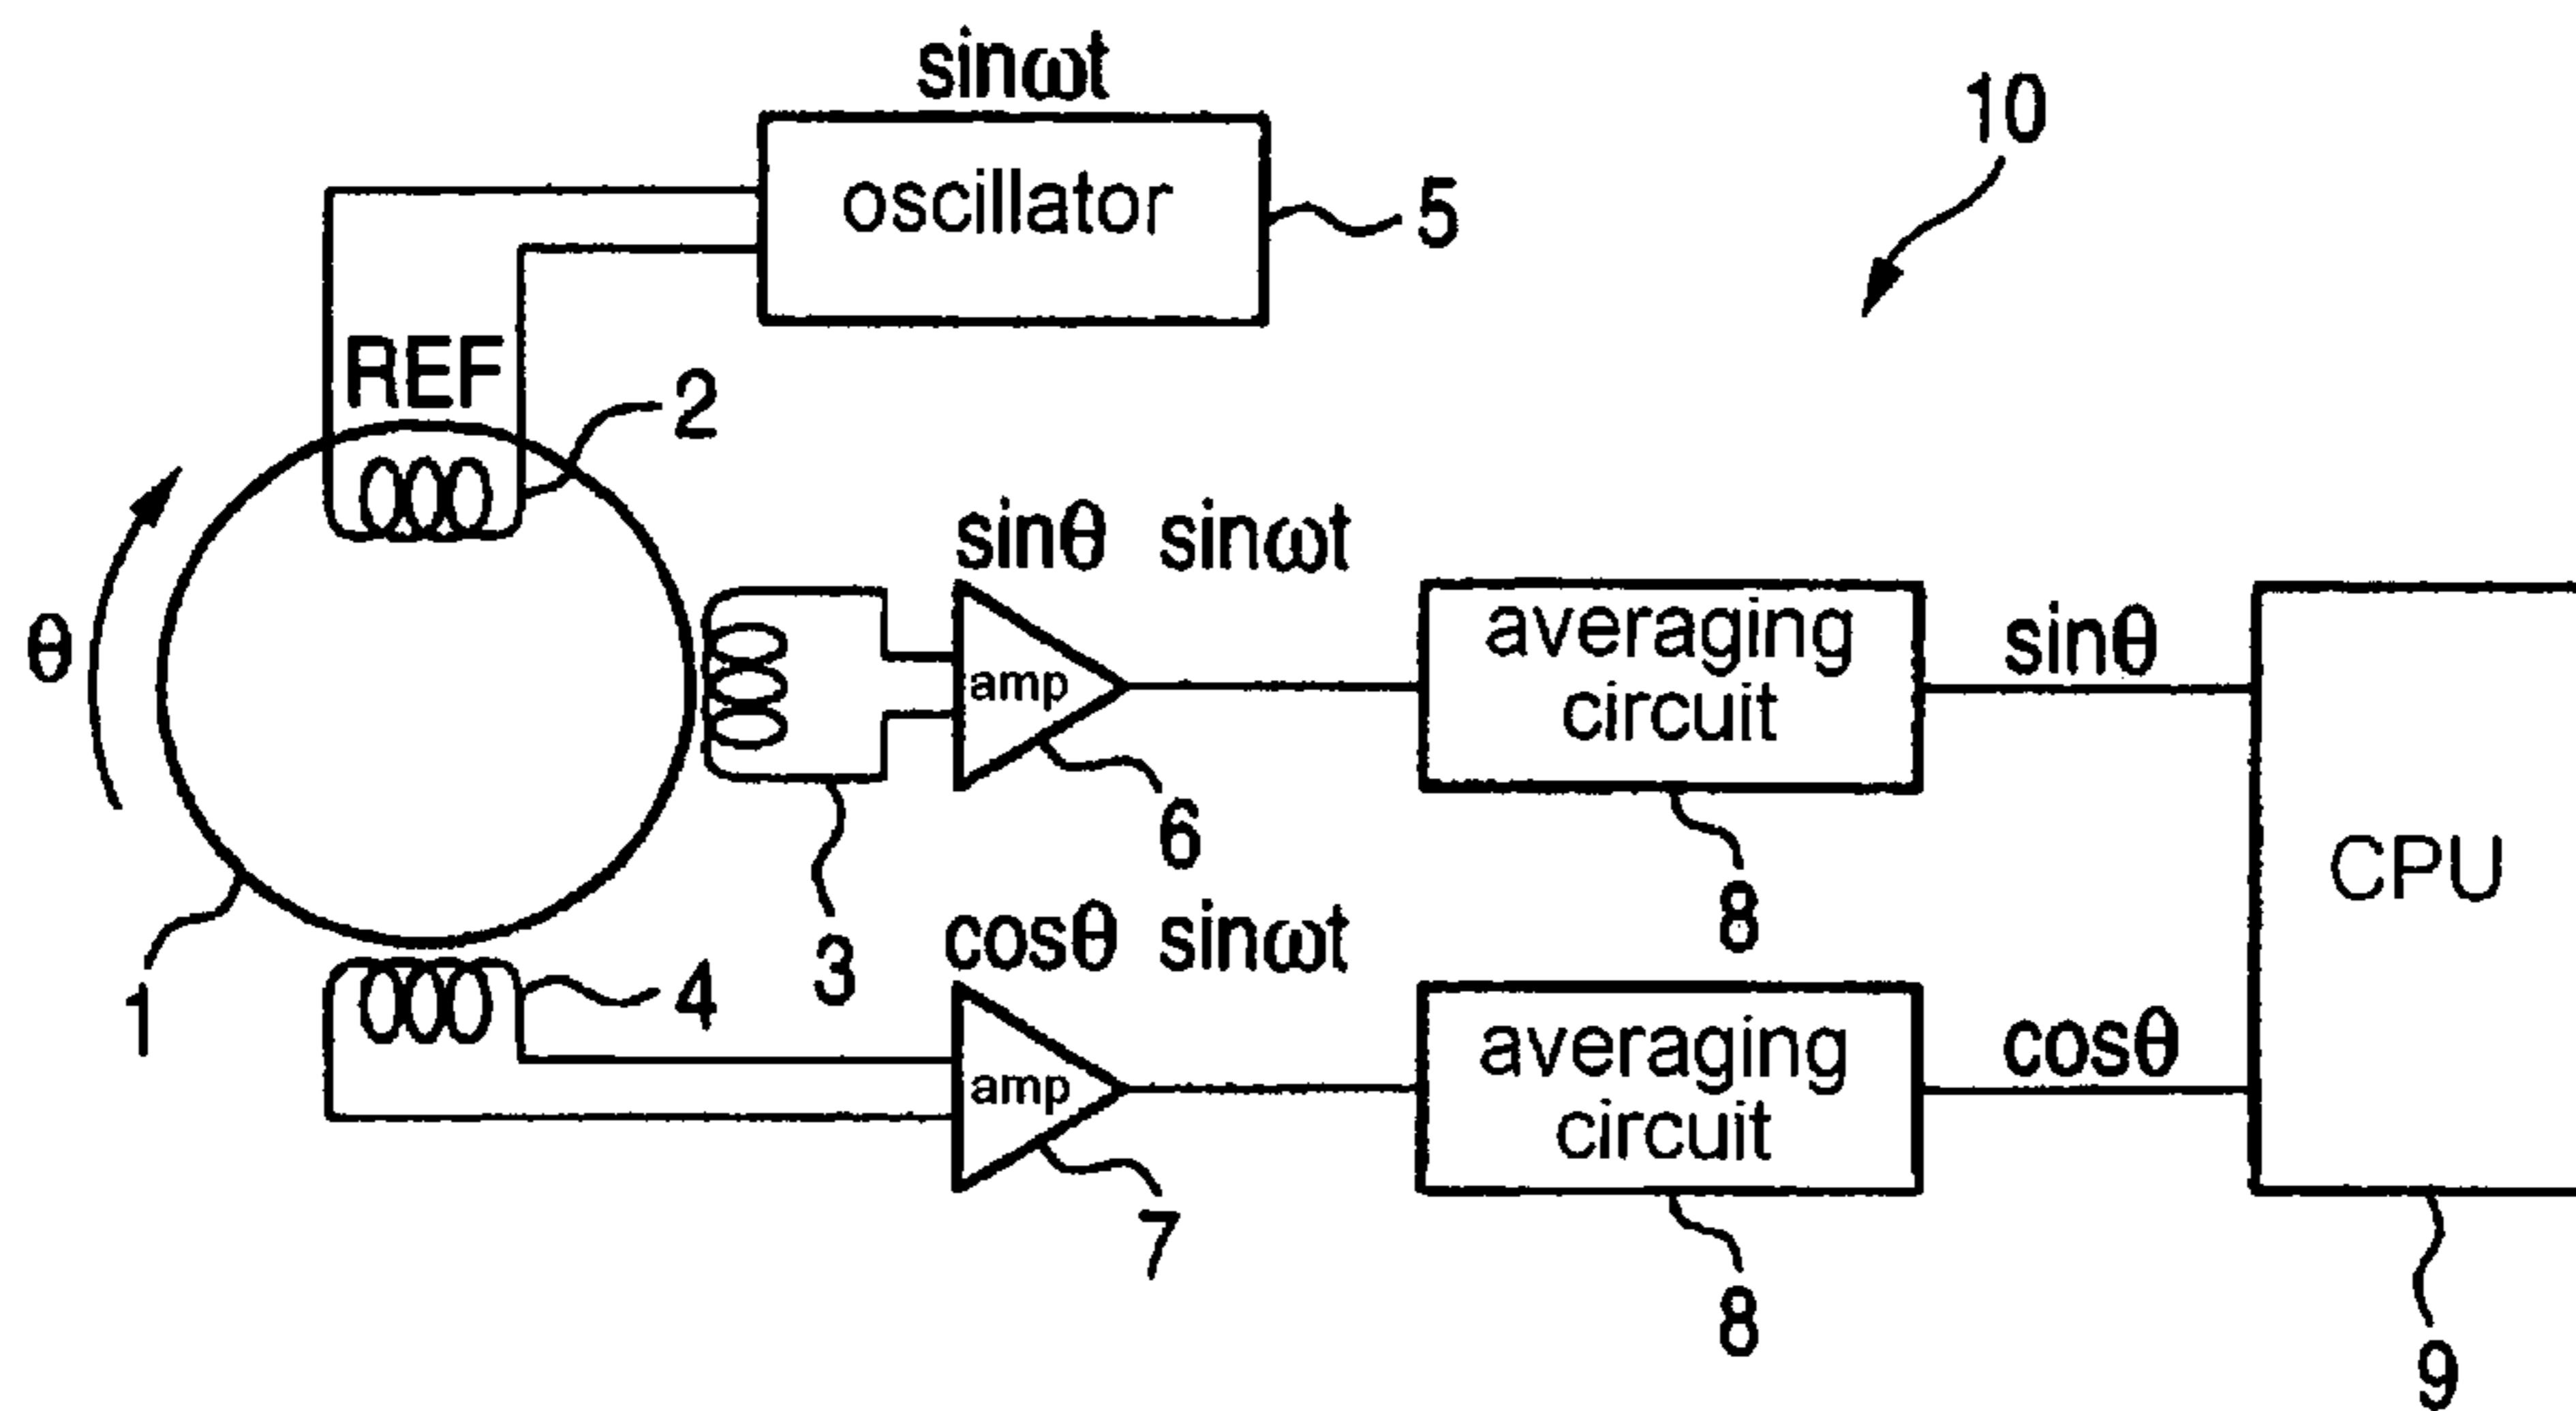 sinωt
10
oscillator
5
REF
2
θ
sinθ sinωt
averaging
circuit
sinθ
amp
CPU
6
8
1
3
4
cosθ sinωt
averaging
circuit
cosθ
amp
7
8
9